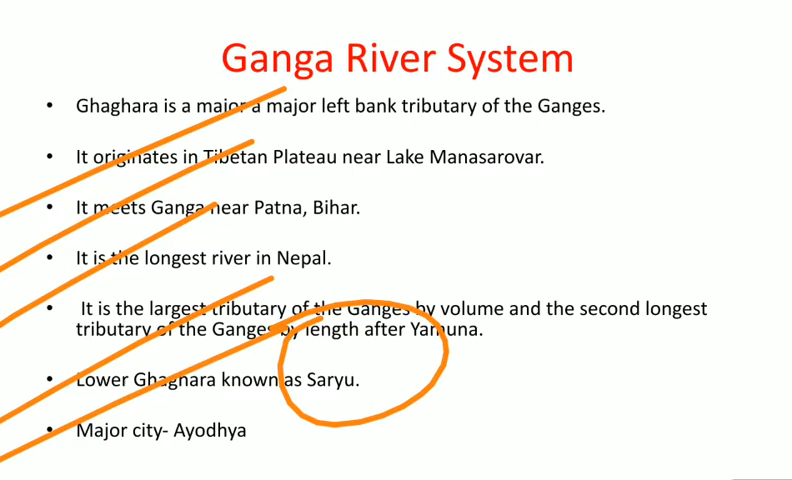 Ganga River System
• Ghaghara is a major a major left bank tributary of the Ganges.
• It originates in Tibetan Plateau near Lake Manasarovar.
• It meets Ganga near Patna, Bihar.
• It is the longest river in Nepal.
• It is the largest tributary of the Ganges by volume and the second longest
tributary of the Ganges by length after Yamuna.
• Lower Ghaghara known as Saryu.
• Major city- Ayodhya